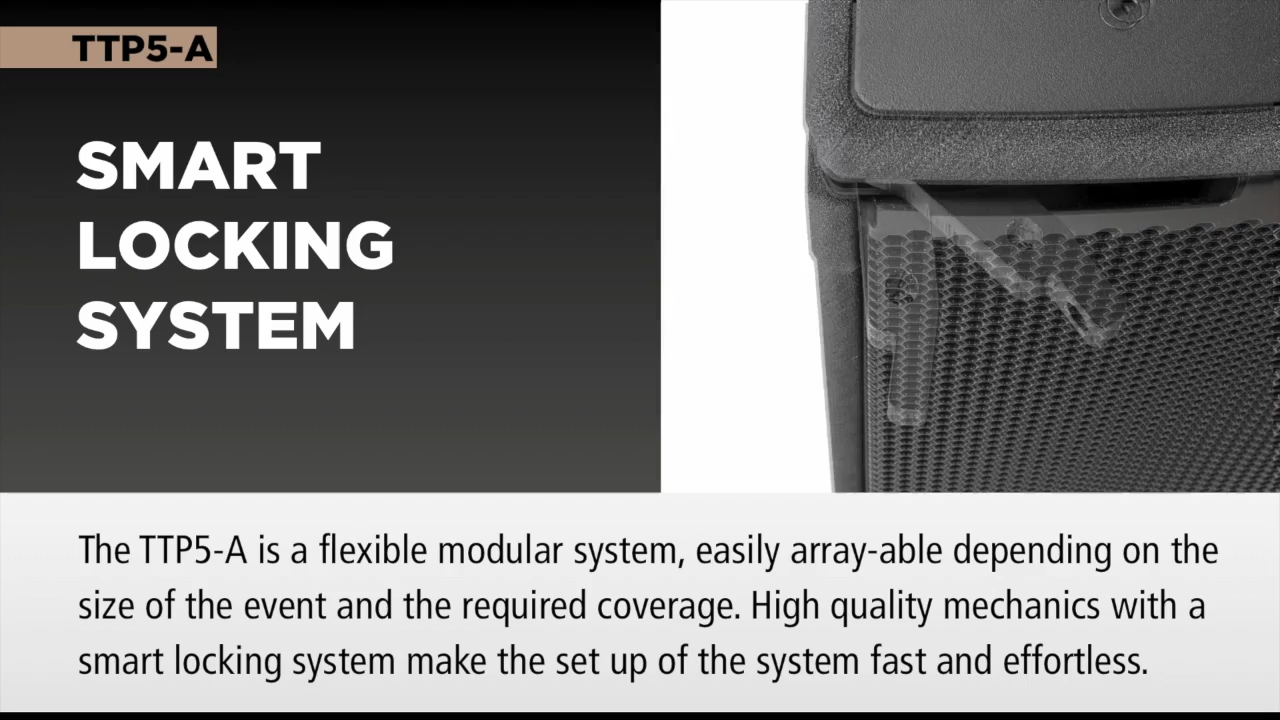 TTP5-A
SMART
LOCKING
SYSTEM
The TTP5-A is a flexible modular system, easily array-able depending on the
size of the event and the required coverage. High quality mechanics with a
smart locking system make the set up of the system fast and effortless.